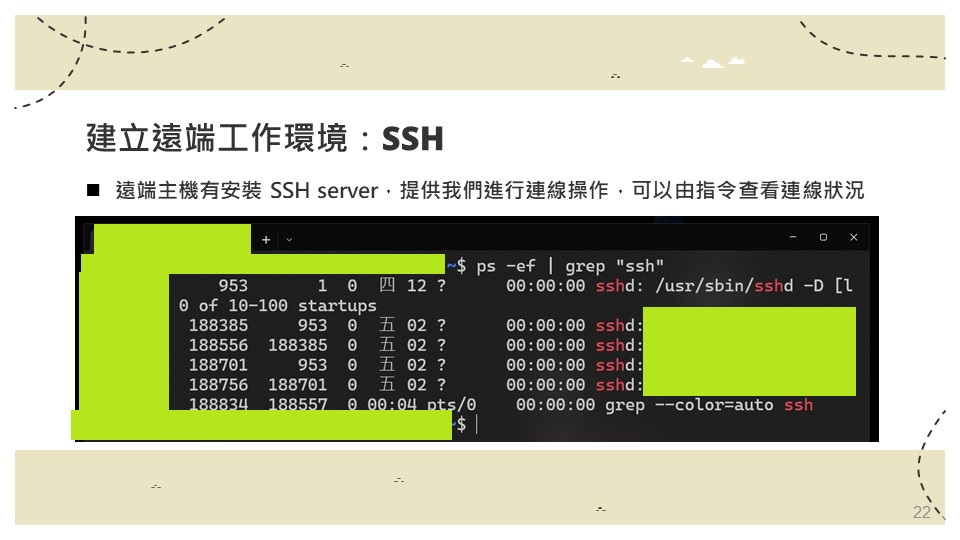 建立遠端工作環境：SSH
■ 遠端主機有安裝 SSH server，提供我們進行連線操作，可以由指令查看連線狀況
~$ ps -ef | grep "ssh"
953 1 0 四 12 ? 00:00:00 sshd: /usr/sbin/sshd -D [l
0 of 10-100 startups
188385 953 0 五 02 ? 00:00:00 sshd:
188556 188385 0 五 02 ? 00:00:00 sshd:
188701 953 0 五 02 ? 00:00:00 sshd:
188756 188701 0 五 02 ? 00:00:00 sshd:
188834 188557 0 00:04 pts/0 00:00:00 grep --color=auto ssh
~$
22